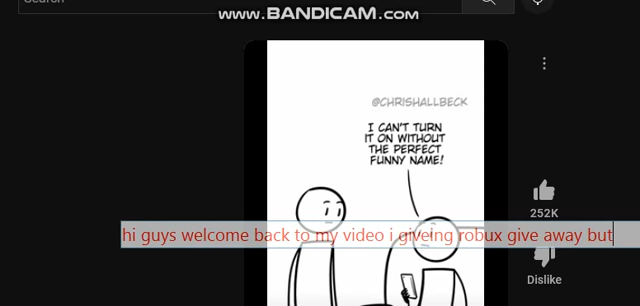 Search
www.BANDICAM.com
@CHRISHALLBECK
I CAN'T TURN
IT ON WITHOUT
THE PERFECT
FUNNY NAME!
252K
hi guys welcome back to my video i giveing robux give away but
Dislike